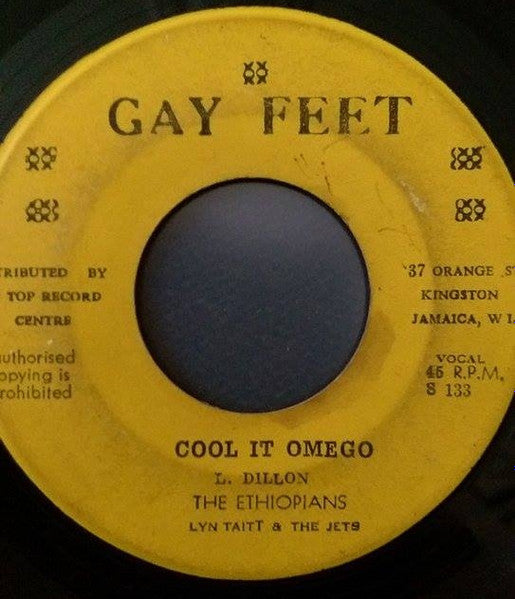 GAY FEET
TRIBUTED BY
TOP RECORD
CENTRE
uthorised
opying is
rohibited
'37 ORANGE S
KINGSTON
JAMAICA, W I.
VOCAL
45 R.P.M.
S 133
COOL IT OMEGO
L. DILLON
THE ETHIOPIANS
LYN TAITT & THE JETS